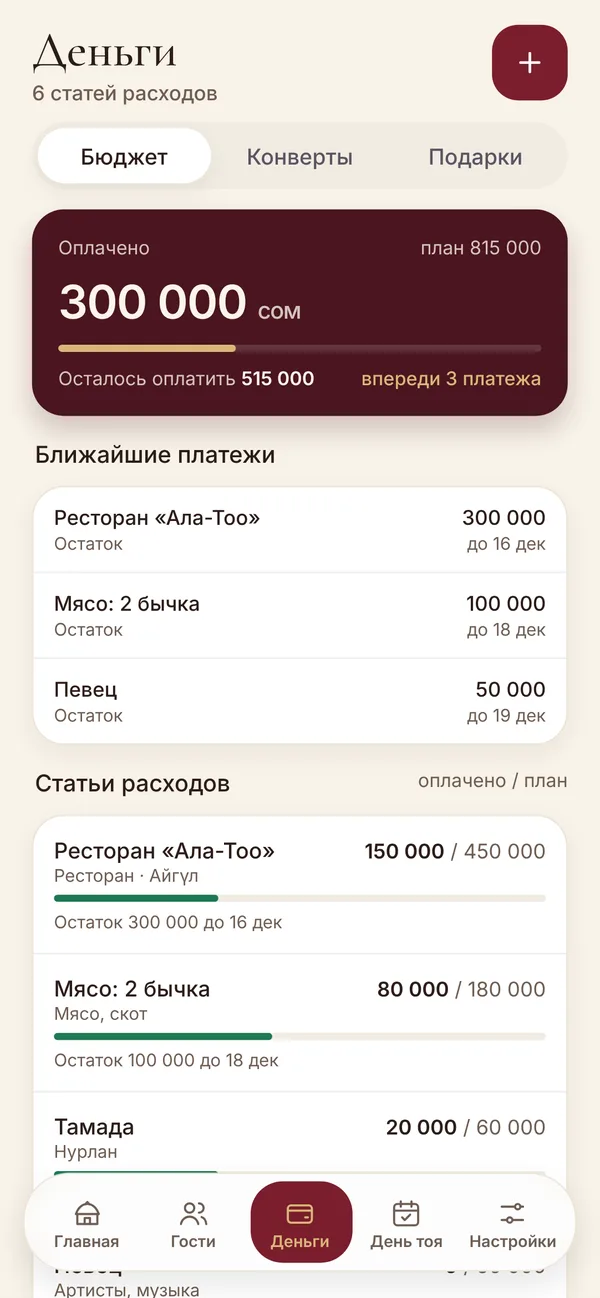 Деньги
6 статей расходов
Бюджет Конверты Подарки
Оплачено план 815 000
300 000 сом
Осталось оплатить 515 000 впереди 3 платежа
Ближайшие платежи
Ресторан «Ала-Тоо» 300 000
Остаток до 16 дек
Мясо: 2 бычка 100 000
Остаток до 18 дек
Певец 50 000
Остаток до 19 дек
Статьи расходов оплачено / план
Ресторан «Ала-Тоо» 150 000 / 450 000
Ресторан · Айгүл
Остаток 300 000 до 16 дек
Мясо: 2 бычка 80 000 / 180 000
Мясо, скот
Остаток 100 000 до 18 дек
Тамада 20 000 / 60 000
Нурлан
Главная Гости Деньги День тоя Настройки
Артисты, музыка